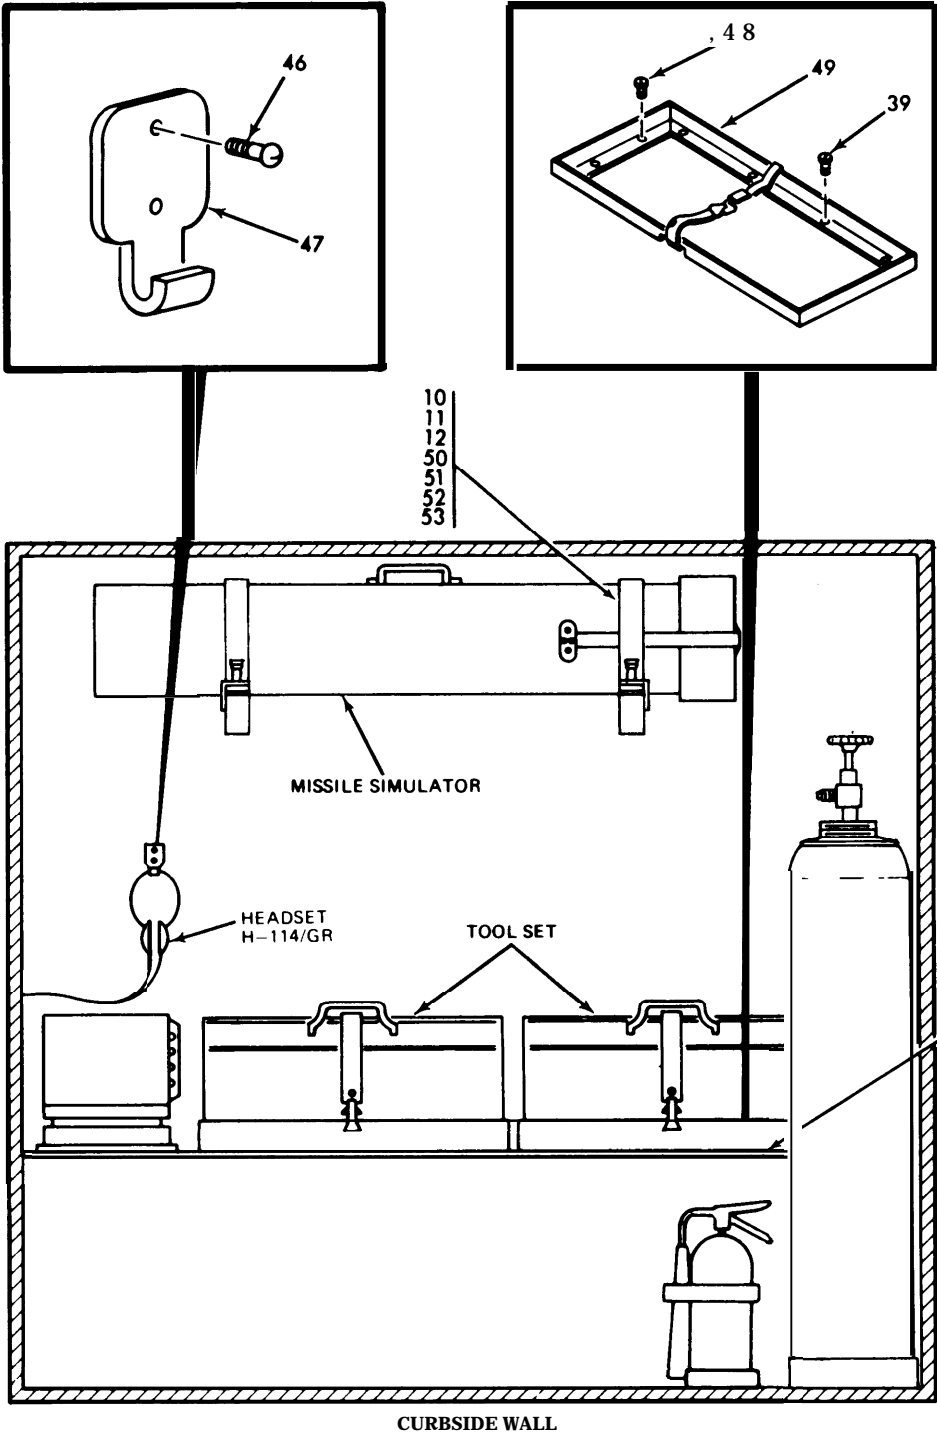 46
47
, 4 8
49
39
10
11
12
50
51
52
53
MISSILE SIMULATOR
HEADSET
H-114/GR
TOOL SET
CURBSIDE WALL